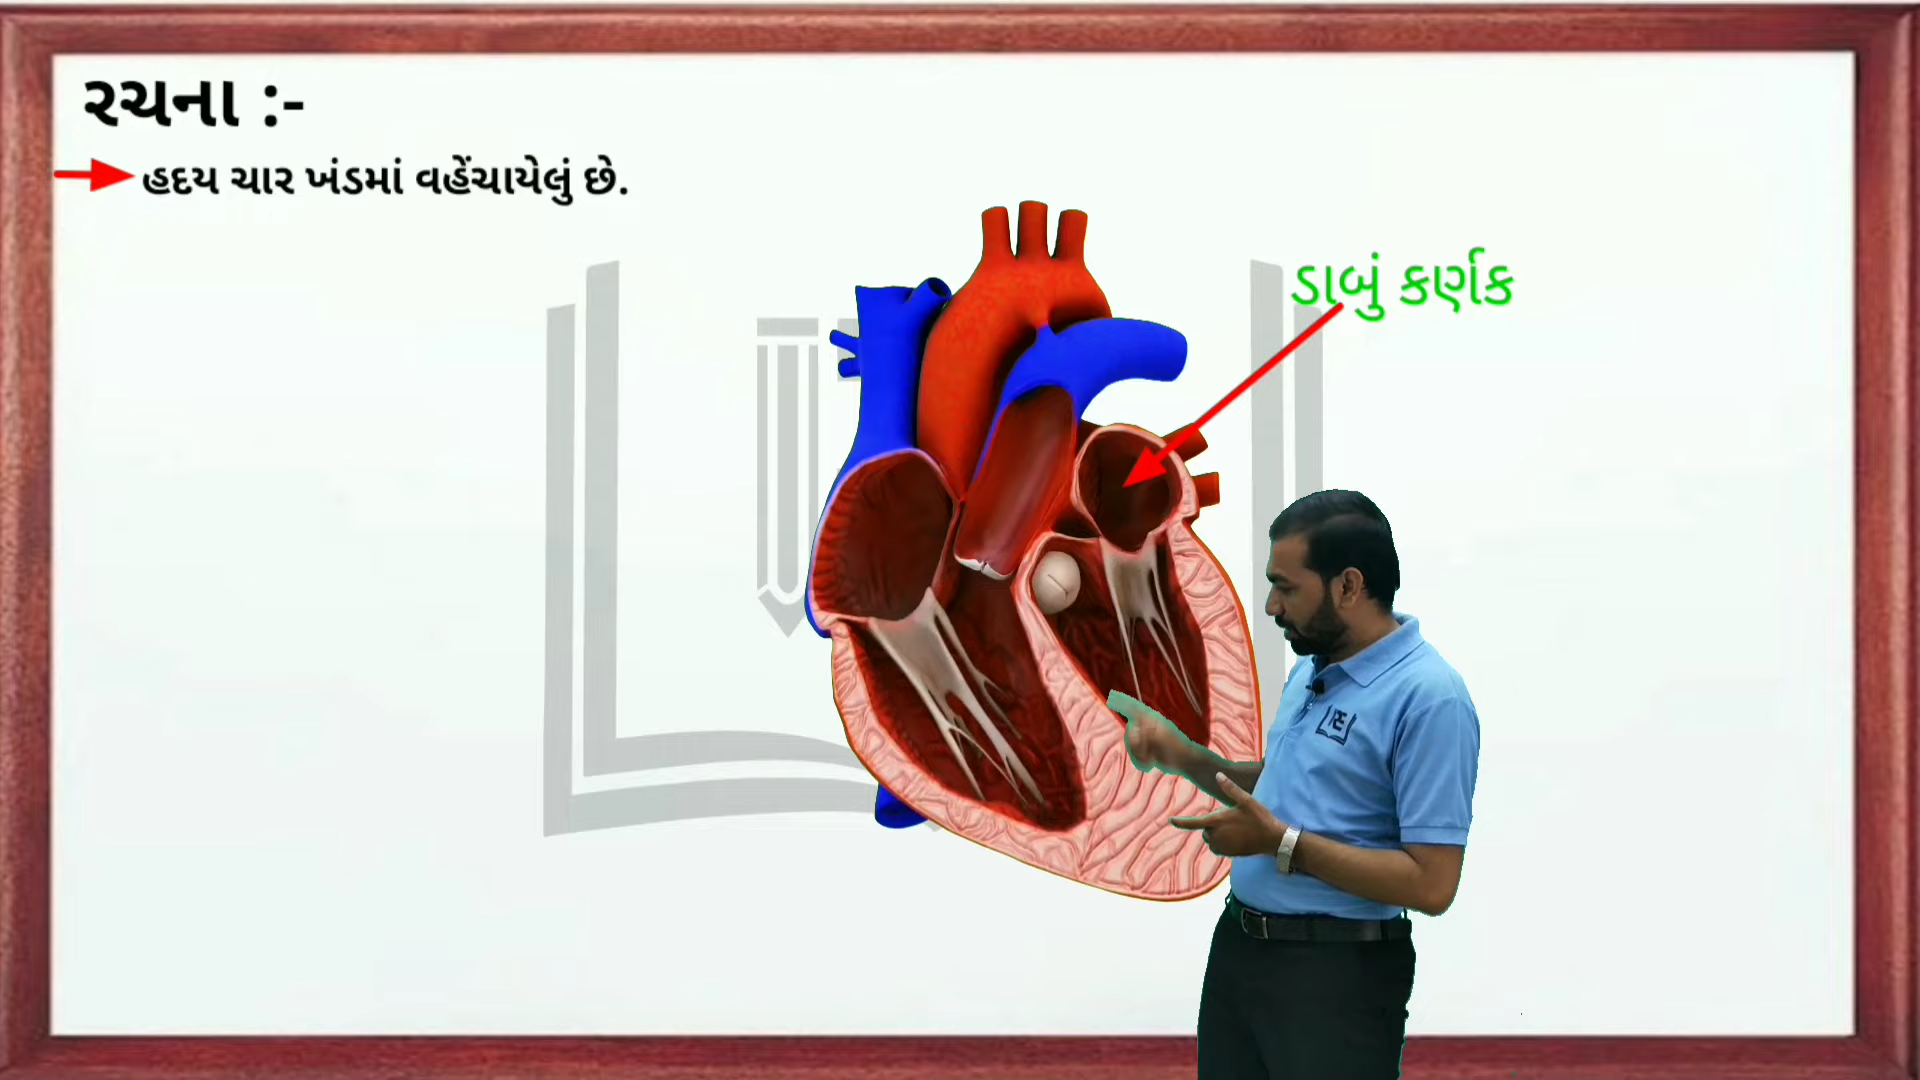 રચના :-
હદય ચાર ખંડમાં વહેંચાયેલું છે.
ડાબું કર્ણક